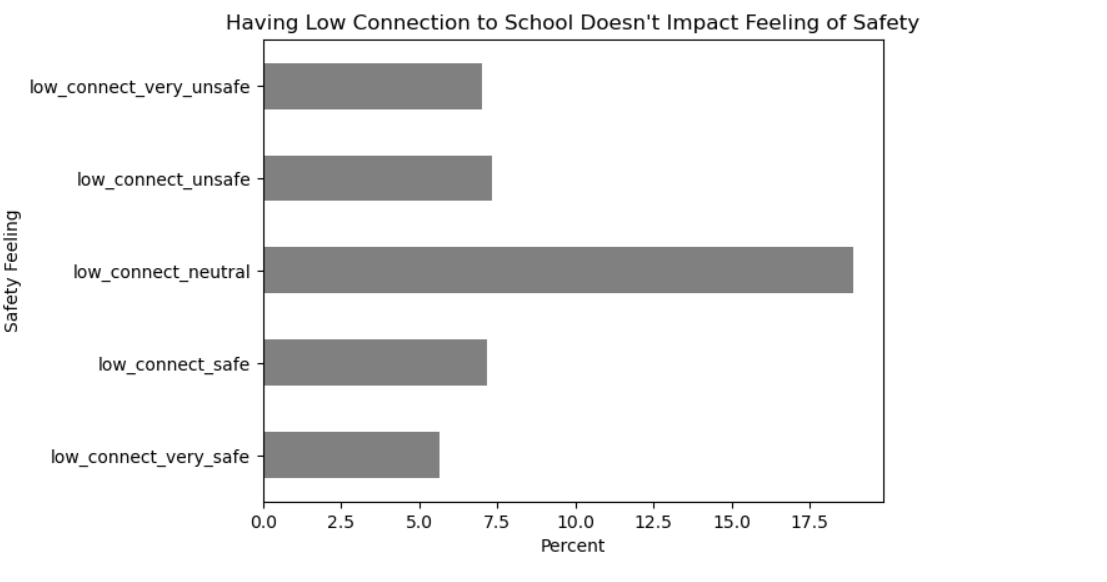 Having Low Connection to School Doesn't Impact Feeling of Safety
Safety Feeling
low_connect_very_unsafe
low_connect_unsafe
low_connect_neutral
low_connect_safe
low_connect_very_safe
0.0 2.5 5.0 7.5 10.0 12.5 15.0 17.5
Percent